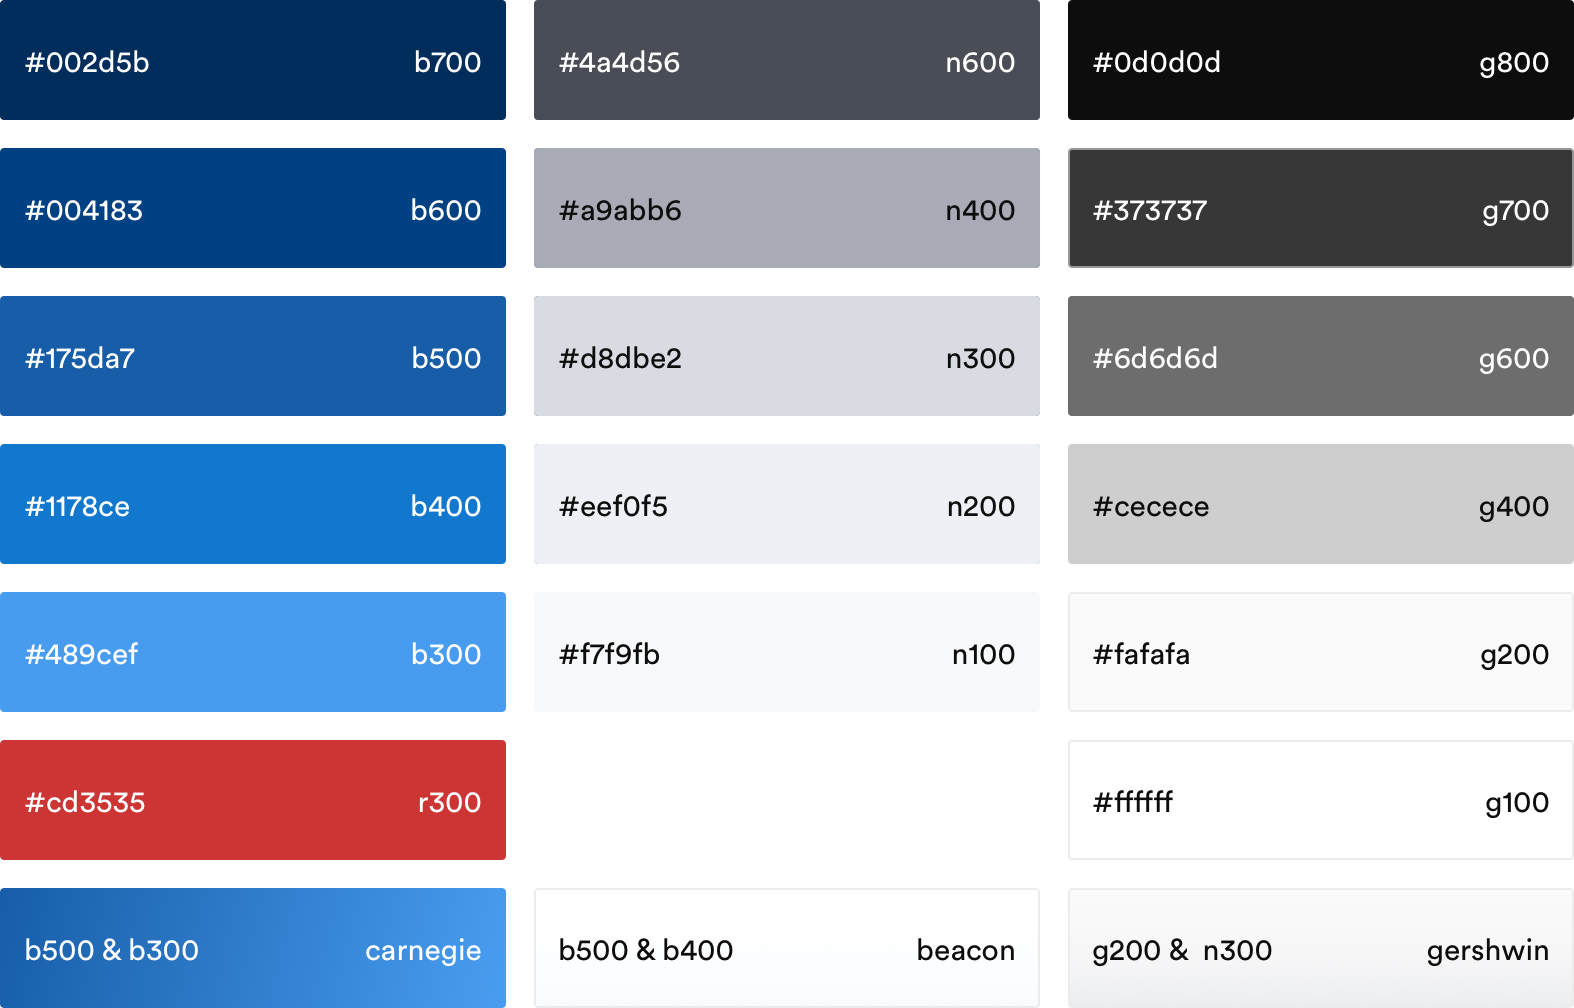 #002d5b b700
#4a4d56 n600
#0d0d0d g800
#004183 b600
#a9abb6 n400
#373737 g700
#175da7 b500
#d8dbe2 n300
#6d6d6d g600
#1178ce b400
#eef0f5 n200
#cecece g400
#489cef b300
#f7f9fb n100
#fafafa g200
#cd3535 r300
#ffffff g100
b500 & b300 carnegie
b500 & b400 beacon
g200 & n300 gershwin